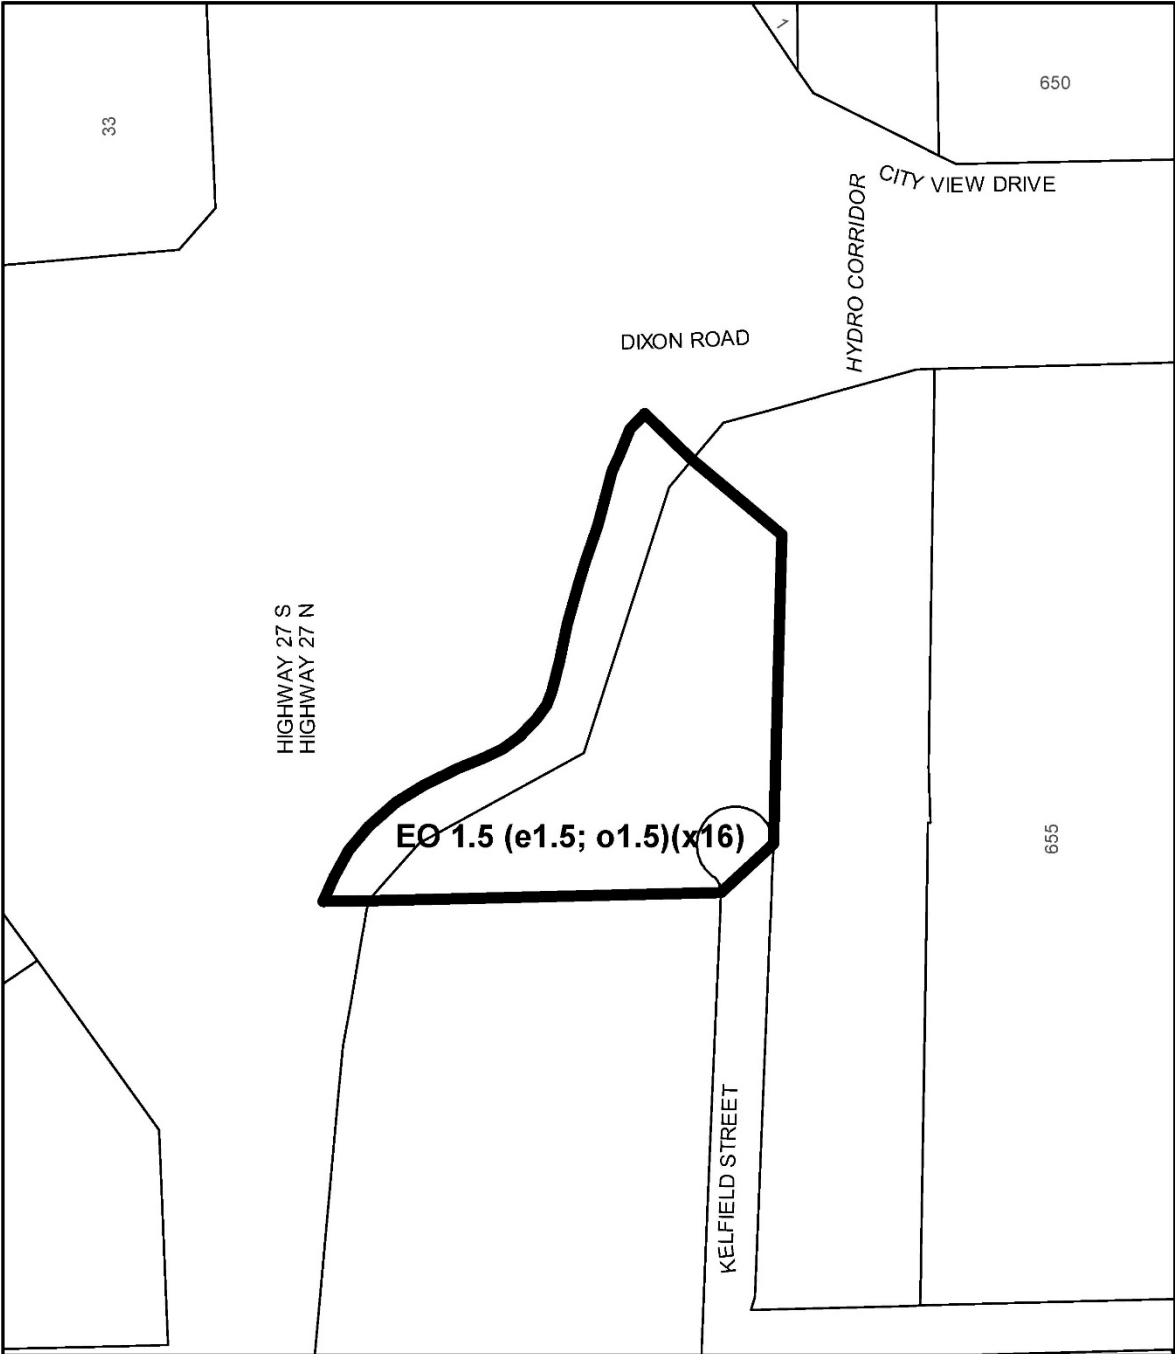 1
650
33
CITY VIEW DRIVE
HYDRO CORRIDOR
DIXON ROAD
HIGHWAY 27 S
HIGHWAY 27 N
EO 1.5 (e1.5; o1.5)(x16)
655
KELFIELD STREET